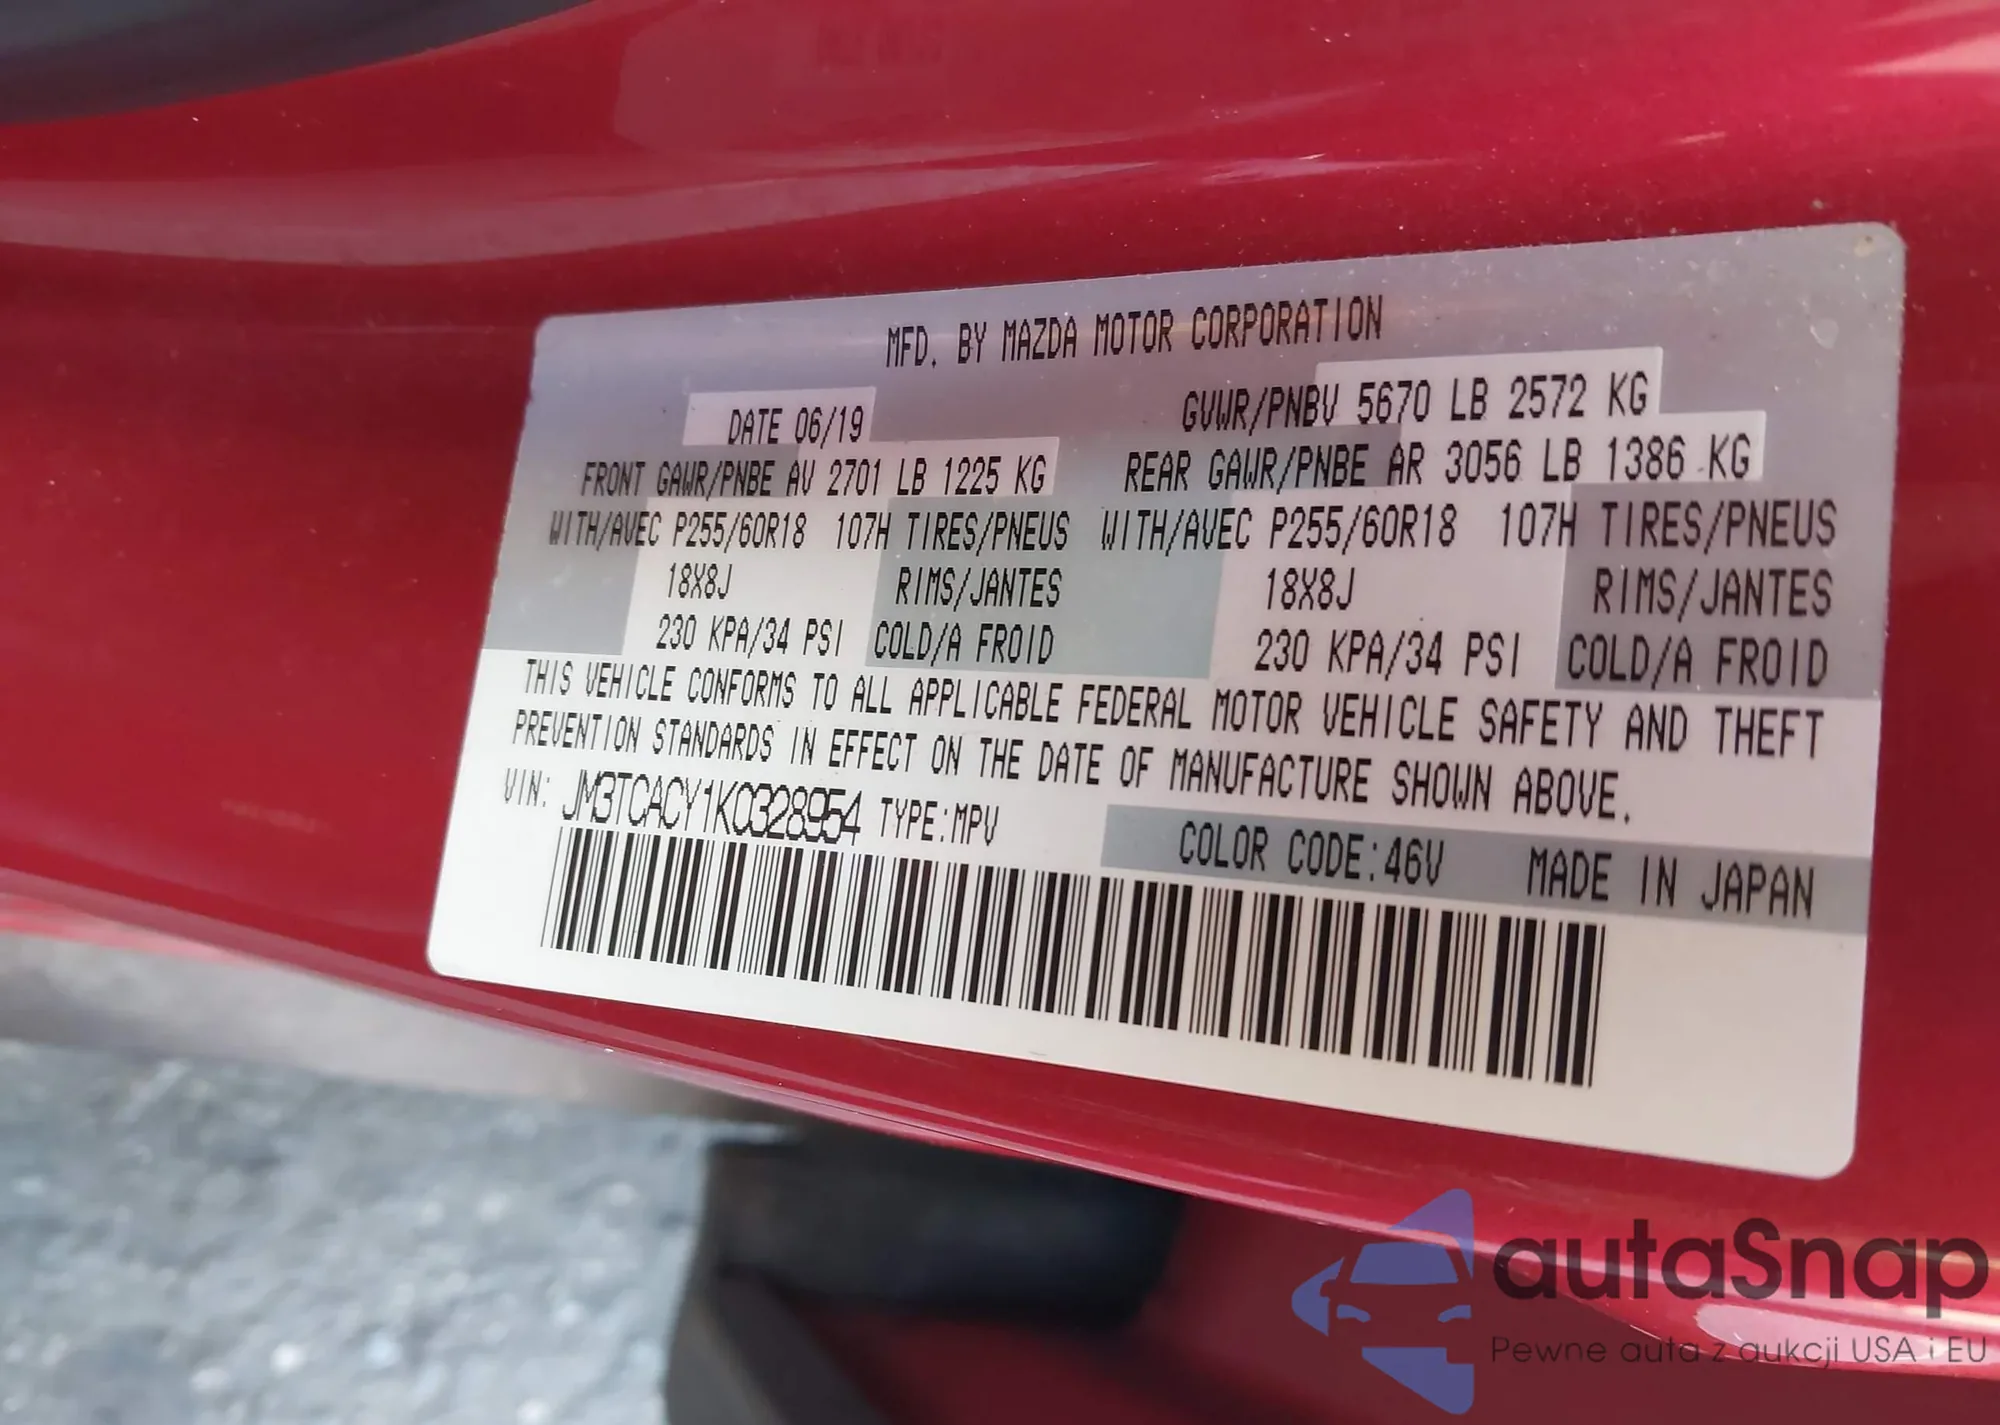 MFD. BY MAZDA MOTOR CORPORATION
DATE 06/19 GVWR/PNBV 5670 LB 2572 KG
FRONT GAWR/PNBE AV 2701 LB 1225 KG REAR GAWR/PNBE AR 3056 LB 1386 KG
WITH/AVEC P255/60R18 107H TIRES/PNEUS WITH/AVEC P255/60R18 107H TIRES/PNEUS
18X8J RIMS/JANTES 18X8J RIMS/JANTES
230 KPA/34 PSI COLD/A FROID 230 KPA/34 PSI COLD/A FROID
THIS VEHICLE CONFORMS TO ALL APPLICABLE FEDERAL MOTOR VEHICLE SAFETY AND THEFT
PREVENTION STANDARDS IN EFFECT ON THE DATE OF MANUFACTURE SHOWN ABOVE.
VIN: JM3TCACY1K0328954 TYPE:MPV
COLOR CODE:46V MADE IN JAPAN
autaSnap
Pewne auta z aukcji USA i EU